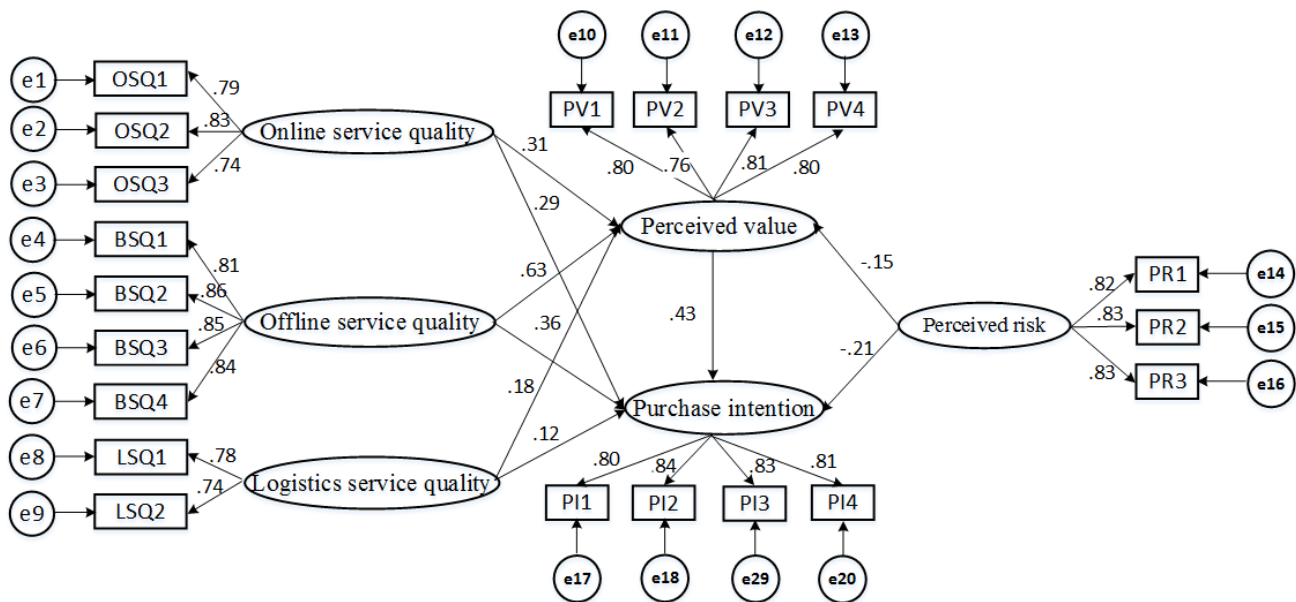 e10
e11
e12
e13
e1
OSQ1
.79
PV1
PV2
PV3
PV4
e2
OSQ2
.83
Online service quality
.31
.80
.76
.81
.80
e3
OSQ3
.74
.29
Perceived value
e4
BSQ1
.81
.63
-.15
e5
BSQ2
.86
Offline service quality
.36
.43
Perceived risk
.82
PR1
e14
e6
BSQ3
.85
.83
PR2
e15
e7
BSQ4
.84
.18
-.21
.83
PR3
e16
Purchase intention
e8
LSQ1
.78
.12
Logistics service quality
.80
.84
.83
.81
e9
LSQ2
.74
PI1
PI2
PI3
PI4
e17
e18
e29
e20